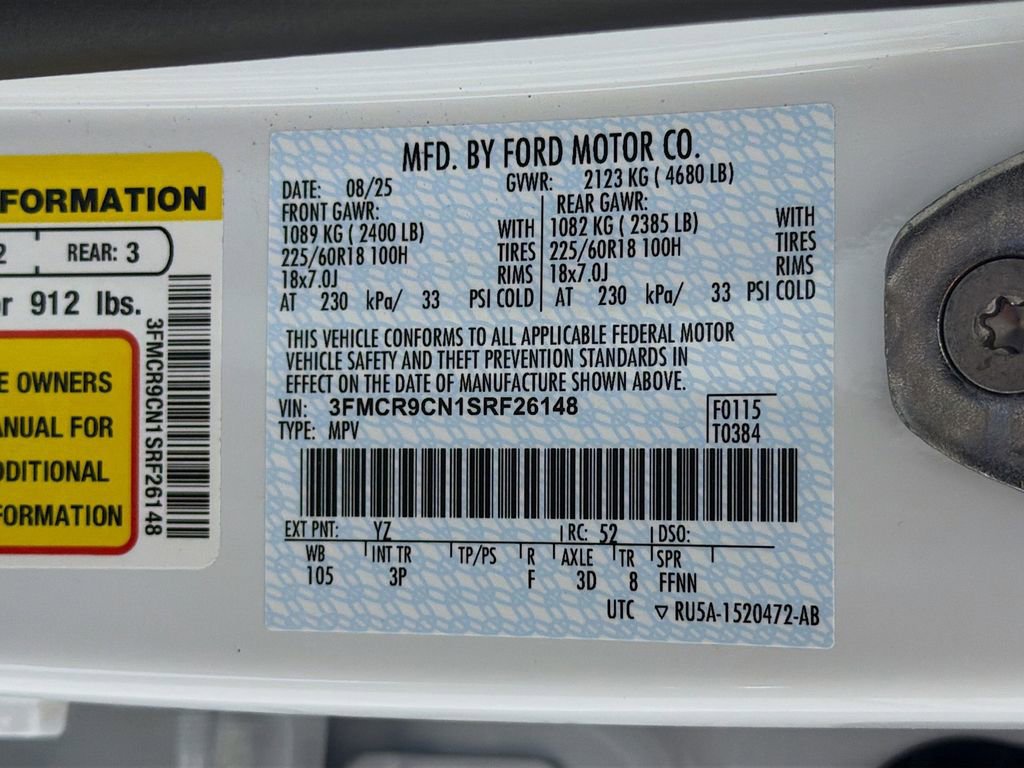 FORMATION
2 REAR: 3
or 912 lbs.
E OWNERS
ANUAL FOR
DDITIONAL
FORMATION
3FMCR9CN1SRF26148
MFD. BY FORD MOTOR CO.
DATE: 08/25 GVWR: 2123 KG ( 4680 LB)
FRONT GAWR: REAR GAWR:
1089 KG ( 2400 LB) WITH 1082 KG ( 2385 LB) WITH
225/60R18 100H TIRES 225/60R18 100H TIRES
18x7.0J RIMS 18x7.0J RIMS
AT 230 kPa/ 33 PSI COLD AT 230 kPa/ 33 PSI COLD
THIS VEHICLE CONFORMS TO ALL APPLICABLE FEDERAL MOTOR
VEHICLE SAFETY AND THEFT PREVENTION STANDARDS IN
EFFECT ON THE DATE OF MANUFACTURE SHOWN ABOVE.
VIN: 3FMCR9CN1SRF26148 F0115
TYPE: MPV T0384
EXT PNT: YZ RC: 52 DSO:
WB INT TR TP/PS R AXLE TR SPR
105 3P F 3D 8 FFNN
UTC ▽ RU5A-1520472-AB